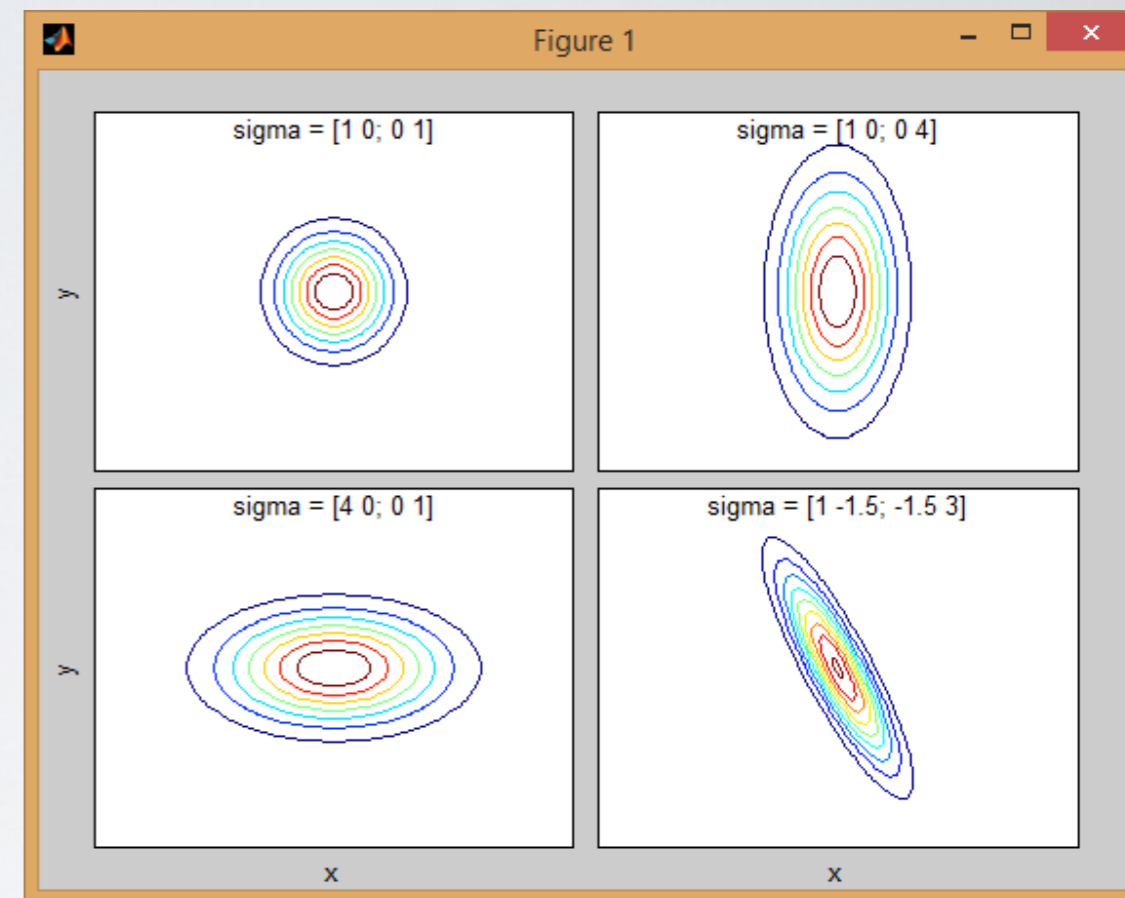 Figure 1
sigma = [1 0; 0 1]
sigma = [1 0; 0 4]
y
sigma = [4 0; 0 1]
sigma = [1 -1.5; -1.5 3]
y
x
x